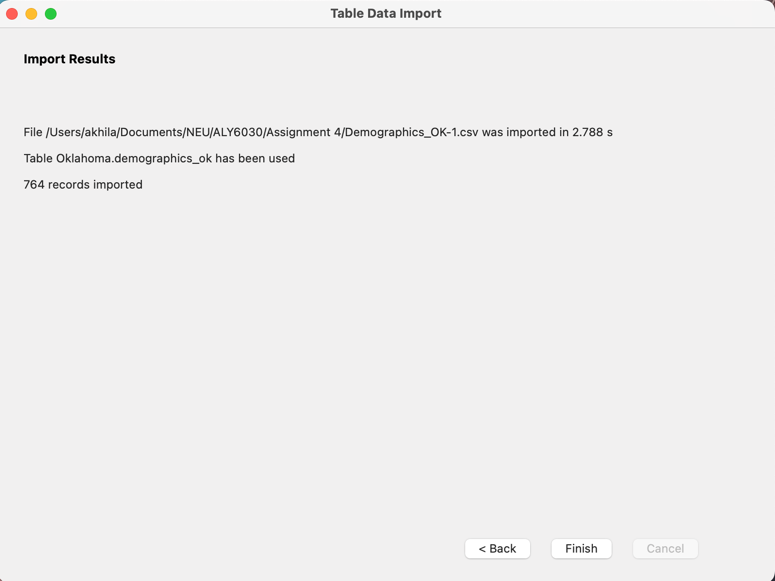 Table Data Import
Import Results
File /Users/akhila/Documents/NEU/ALY6030/Assignment 4/Demographics_OK-1.csv was imported in 2.788 s
Table Oklahoma.demographics_ok has been used
764 records imported
< Back Finish Cancel